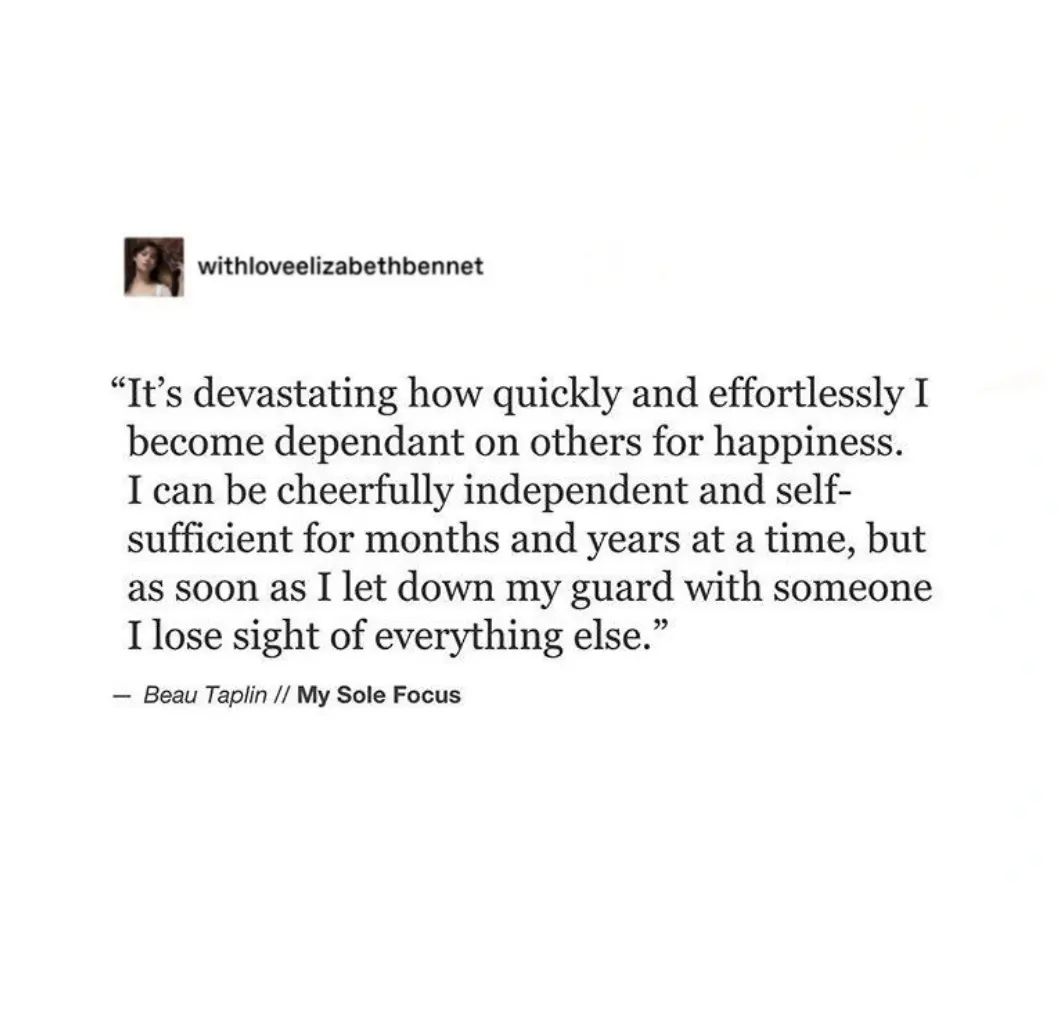 withloveelizabethbennet
“It’s devastating how quickly and effortlessly I
become dependant on others for happiness.
I can be cheerfully independent and self-
sufficient for months and years at a time, but
as soon as I let down my guard with someone
I lose sight of everything else.”
— Beau Taplin // My Sole Focus